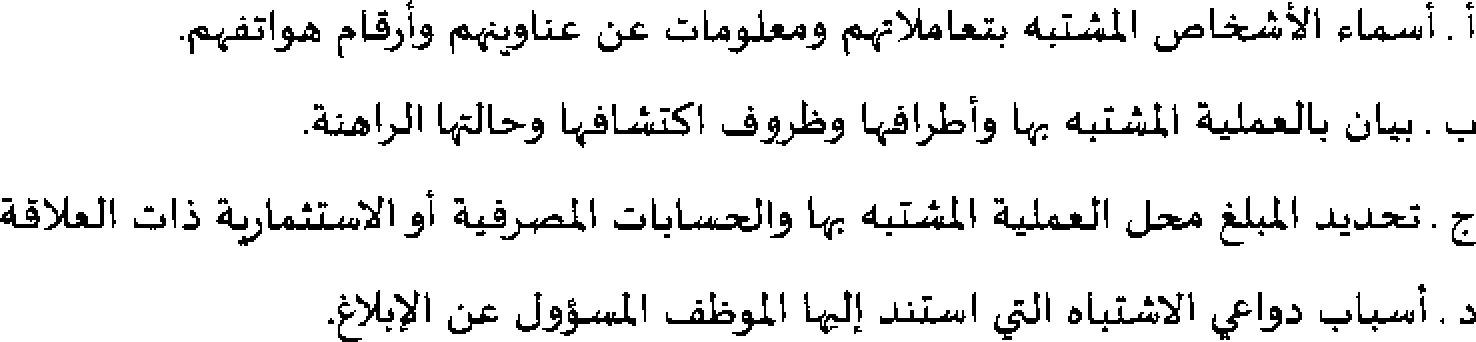 أ . أسماء الأشخاص المشتبه بتعاملاتهم ومعلومات عن عناوينهم وأرقام هواتفهم.
ب . بيان بالعملية المشتبه بها وأطرافها وظروف اكتشافها وحالتها الراهنة.
ج . تحديد المبلغ محل العملية المشتبه بها والحسابات المصرفية أو الاستثمارية ذات العلاقة
د . أسباب دواعي الاشتباه التي استند إليها الموظف المسؤول عن الإبلاغ.